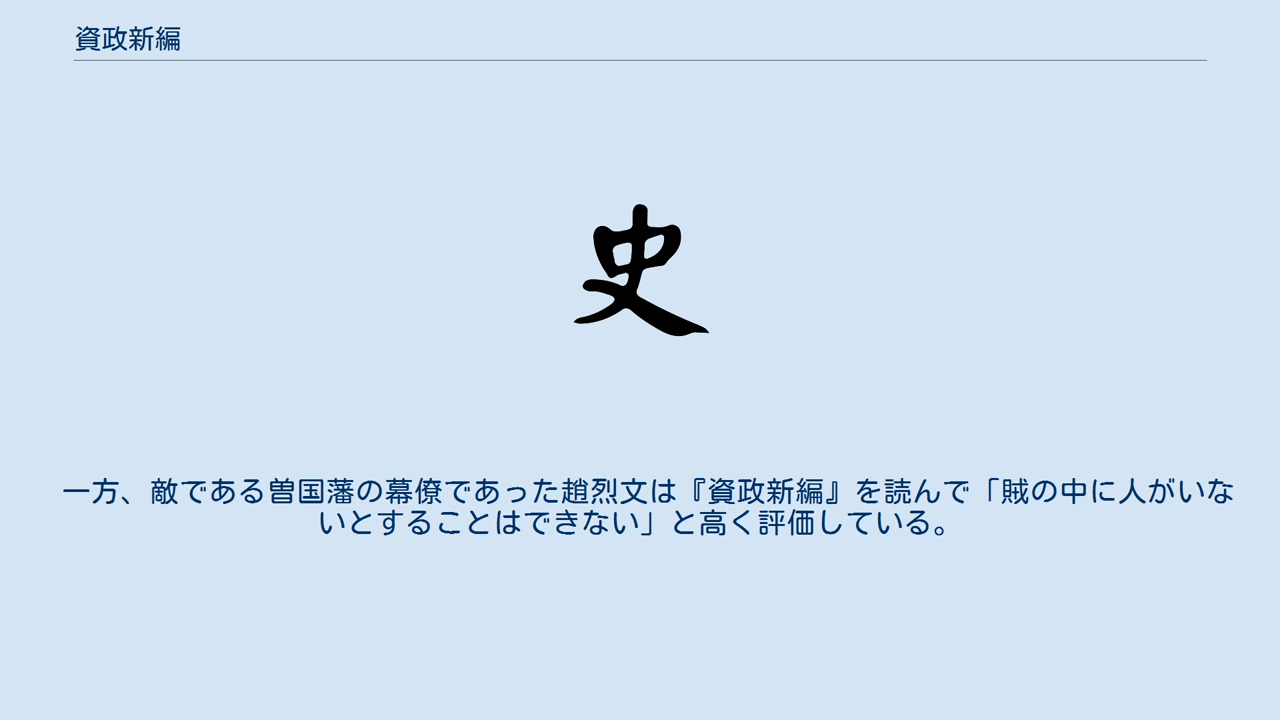 資政新編
史
一方、敵である曽国藩の幕僚であった趙烈文は『資政新編』を読んで「賊の中に人がいな
いとすることはできない」と高く評価している。